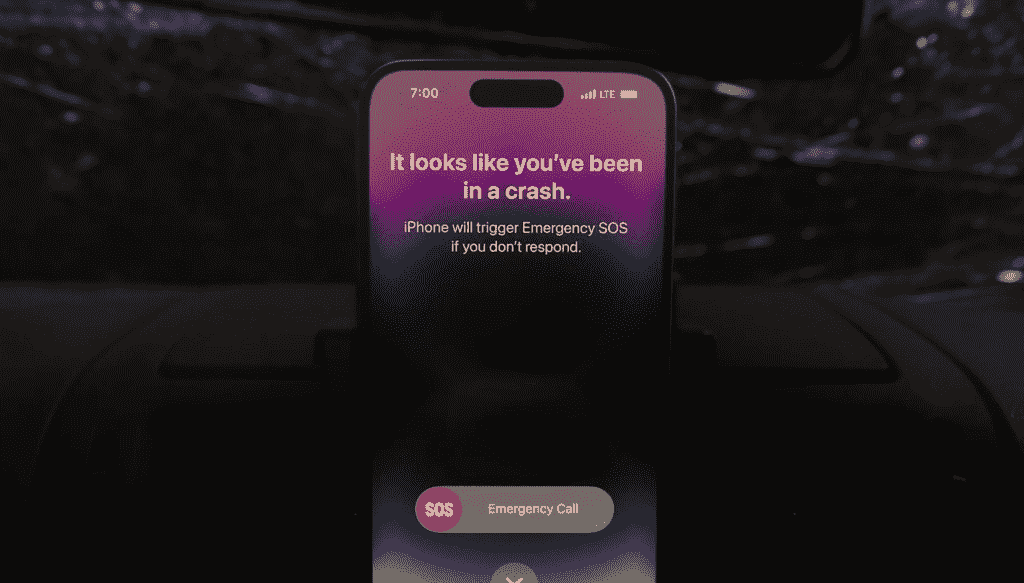 7:00 LTE
It looks like you've been
in a crash.
iPhone will trigger Emergency SOS
if you don't respond.
SOS Emergency Call